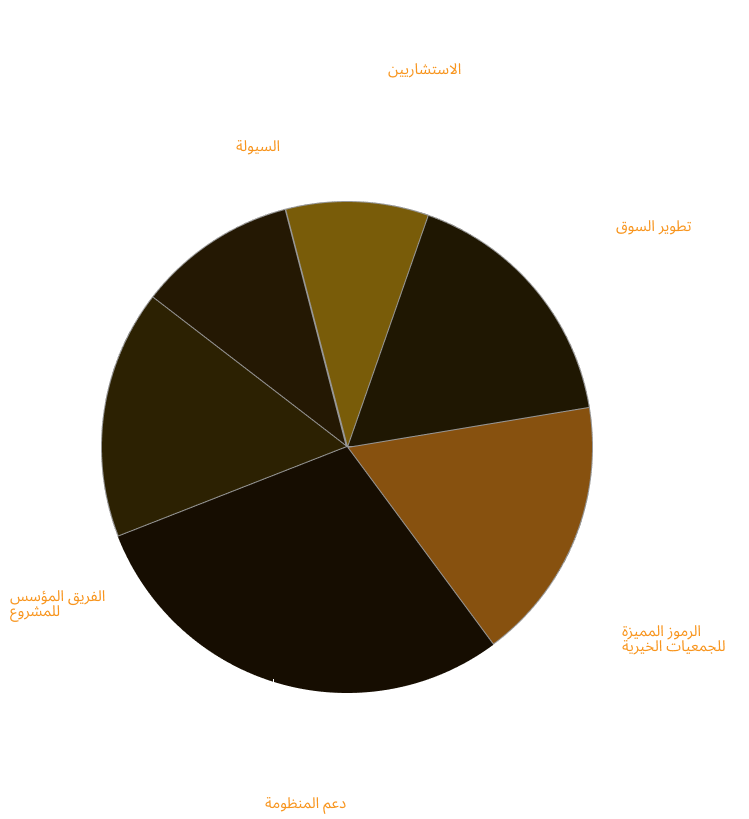 الاستشاريين
السيولة
تطوير السوق
الفريق المؤسس
للمشروع
الرموز المميزة
للجمعيات الخيرية
دعم المنظومة